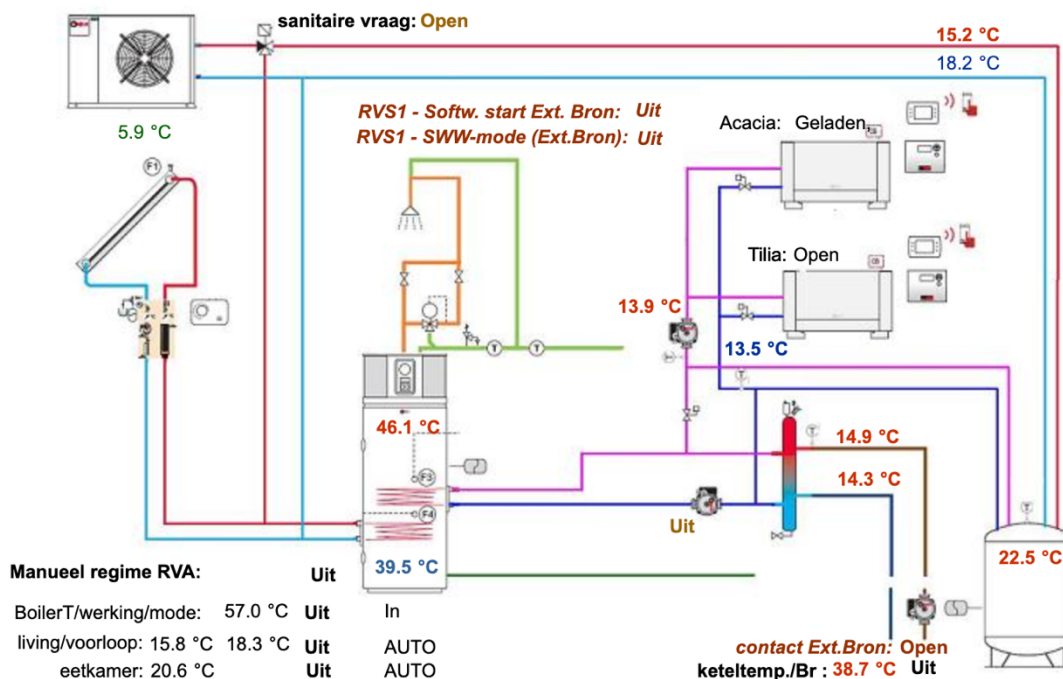 sanitaire vraag: Open
15.2 °C
18.2 °C
5.9 °C
RVS1 - Softw. start Ext. Bron: Uit
RVS1 - SWW-mode (Ext.Bron): Uit
Acacia: Geladen,
F1
Tilia: Open
13.9 °C
13.5 °C
T
T
T
46.1 °C
14.9 °C
T
F3
14.3 °C
F4
Uit
T
39.5 °C
22.5 °C
Manueel regime RVA: Uit
BoilerT/werking/mode: 57.0 °C Uit In
living/voorloop: 15.8 °C 18.3 °C Uit AUTO
eetkamer: 20.6 °C Uit AUTO
contact Ext.Bron: Open
keteltemp./Br : 38.7 °C Uit